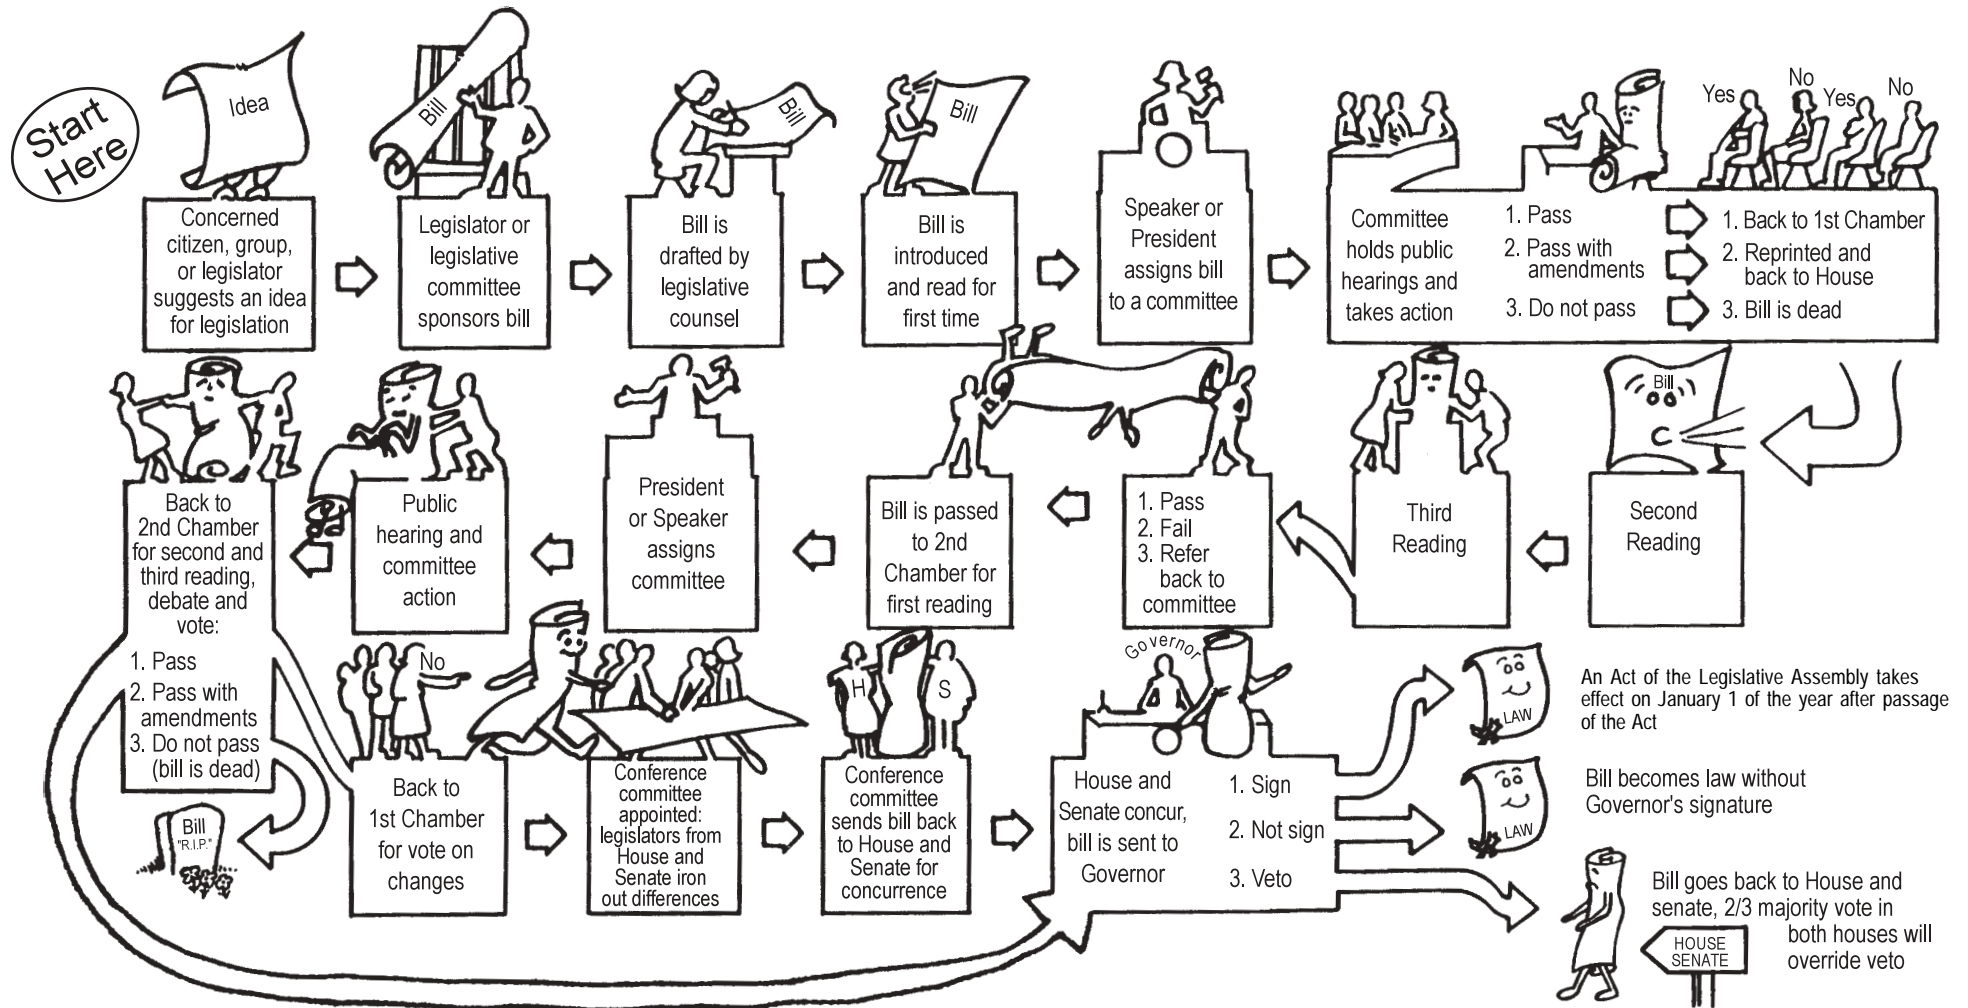 Start
Here
Idea
Concerned
citizen, group,
or legislator
suggests an idea
for legislation
Bill
Legislator or
legislative
committee
sponsors bill
Bill
Bill is
drafted by
legislative
counsel
Bill
Bill is
introduced
and read for
first time
Speaker or
President
assigns bill
to a committee
Committee
holds public
hearings and
takes action
1. Pass
2. Pass with
amendments
3. Do not pass
Yes
No
Yes
No
1. Back to 1st Chamber
2. Reprinted and
back to House
3. Bill is dead
Bill
Second
Reading
Third
Reading
1. Pass
2. Fail
3. Refer
back to
committee
Bill is passed
to 2nd
Chamber for
first reading
President
or Speaker
assigns
committee
Public
hearing and
committee
action
Back to
2nd Chamber
for second and
third reading,
debate and
vote:
1. Pass
2. Pass with
amendments
3. Do not pass
(bill is dead)
Bill
"R.I.P."
No
Back to
1st Chamber
for vote on
changes
Conference
committee
appointed:
legislators from
House and
Senate iron
out differences
H
S
Conference
committee
sends bill back
to House and
Senate for
concurrence
Governor
House and
Senate concur,
bill is sent to
Governor
1. Sign
2. Not sign
3. Veto
LAW
An Act of the Legislative Assembly takes
effect on January 1 of the year after passage
of the Act
LAW
Bill becomes law without
Governor's signature
Bill goes back to House and
senate, 2/3 majority vote in
both houses will
override veto
HOUSE
SENATE